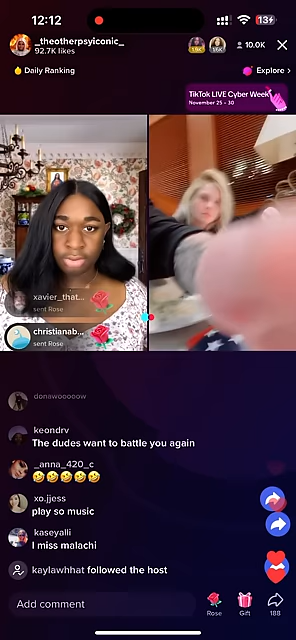 12:12
13
_theotherpsyiconic_
92.7K likes
10.0K
Daily Ranking
Explore >
TikTok LIVE Cyber Week
November 25 - 30
xavier_that...
sent Rose
christianab...
sent Rose
donawooooow
keondrv
The dudes want to battle you again
_anna_420_c
🤣🤣🤣🤣🤣
xo.jjess
play so music
kaseyalli
I miss malachi
kaylawhhat followed the host
Add comment
Rose
Gift
188